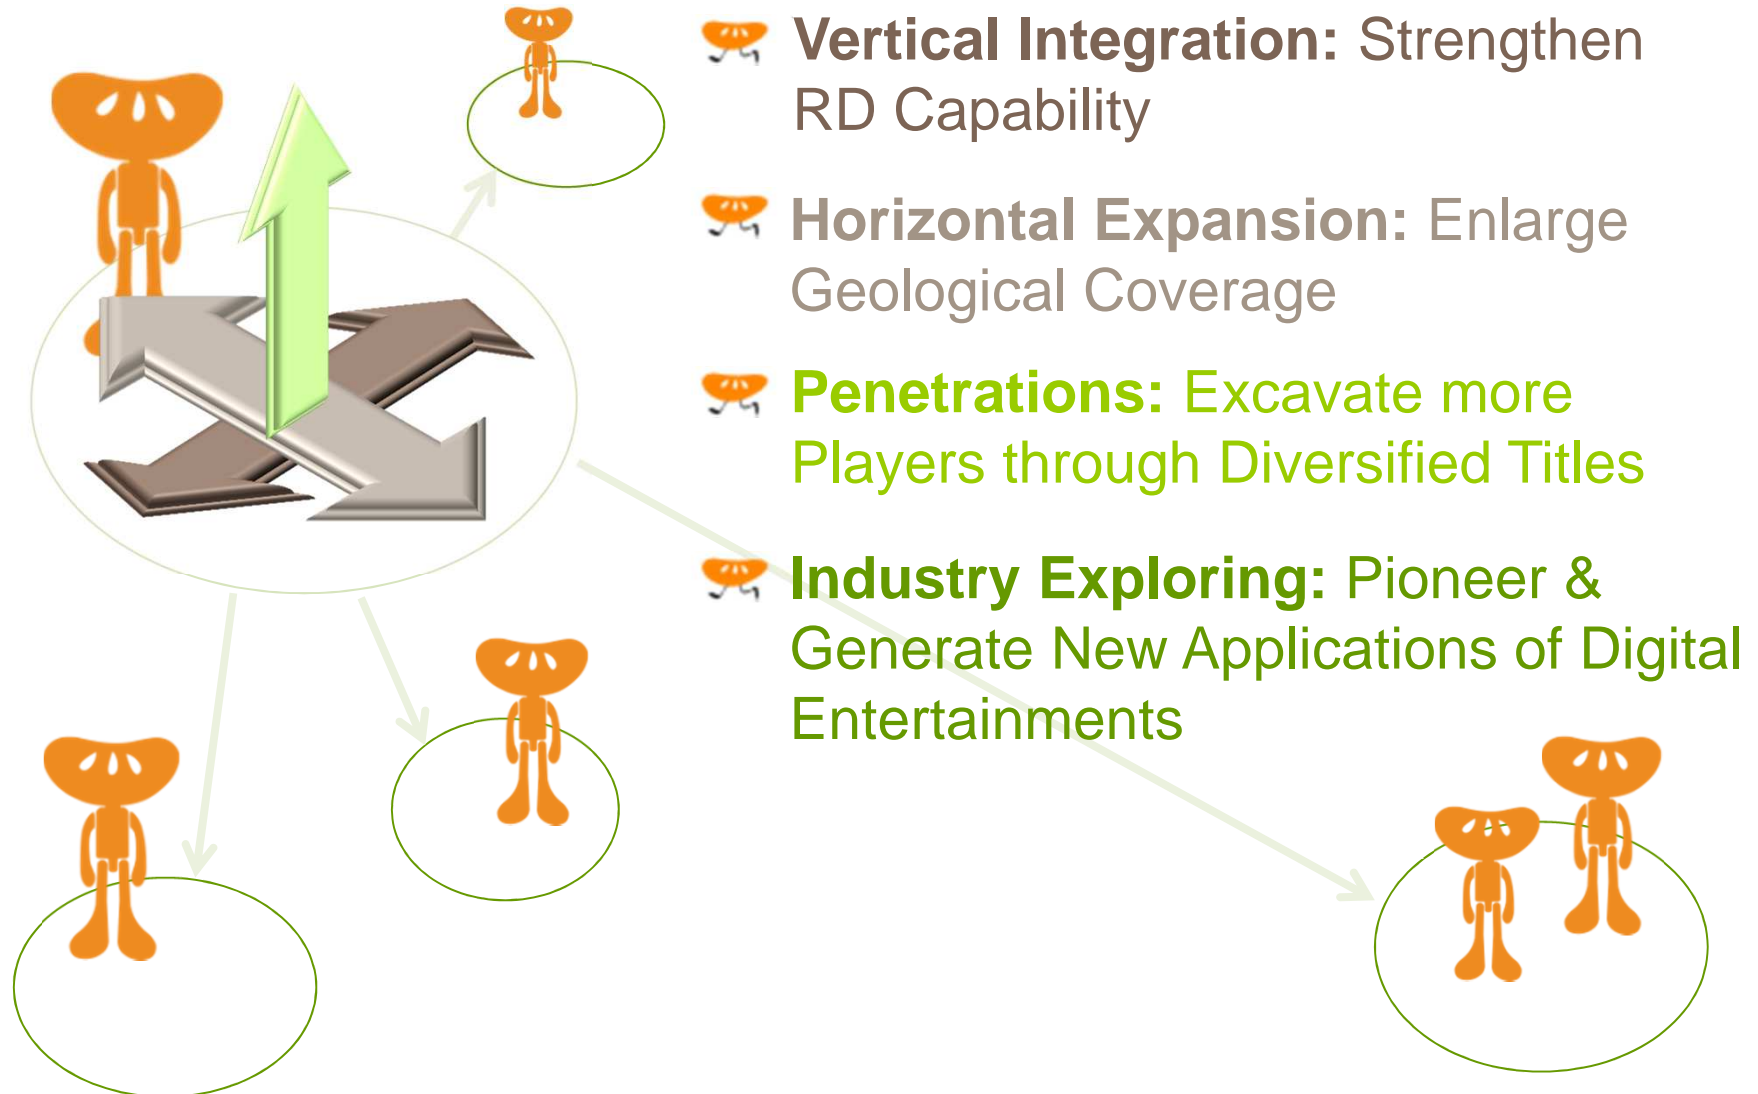 Vertical Integration: Strengthen
RD Capability
Horizontal Expansion: Enlarge
Geological Coverage
Penetrations: Excavate more
Players through Diversified Titles
Industry Exploring: Pioneer &
Generate New Applications of Digital
Entertainments